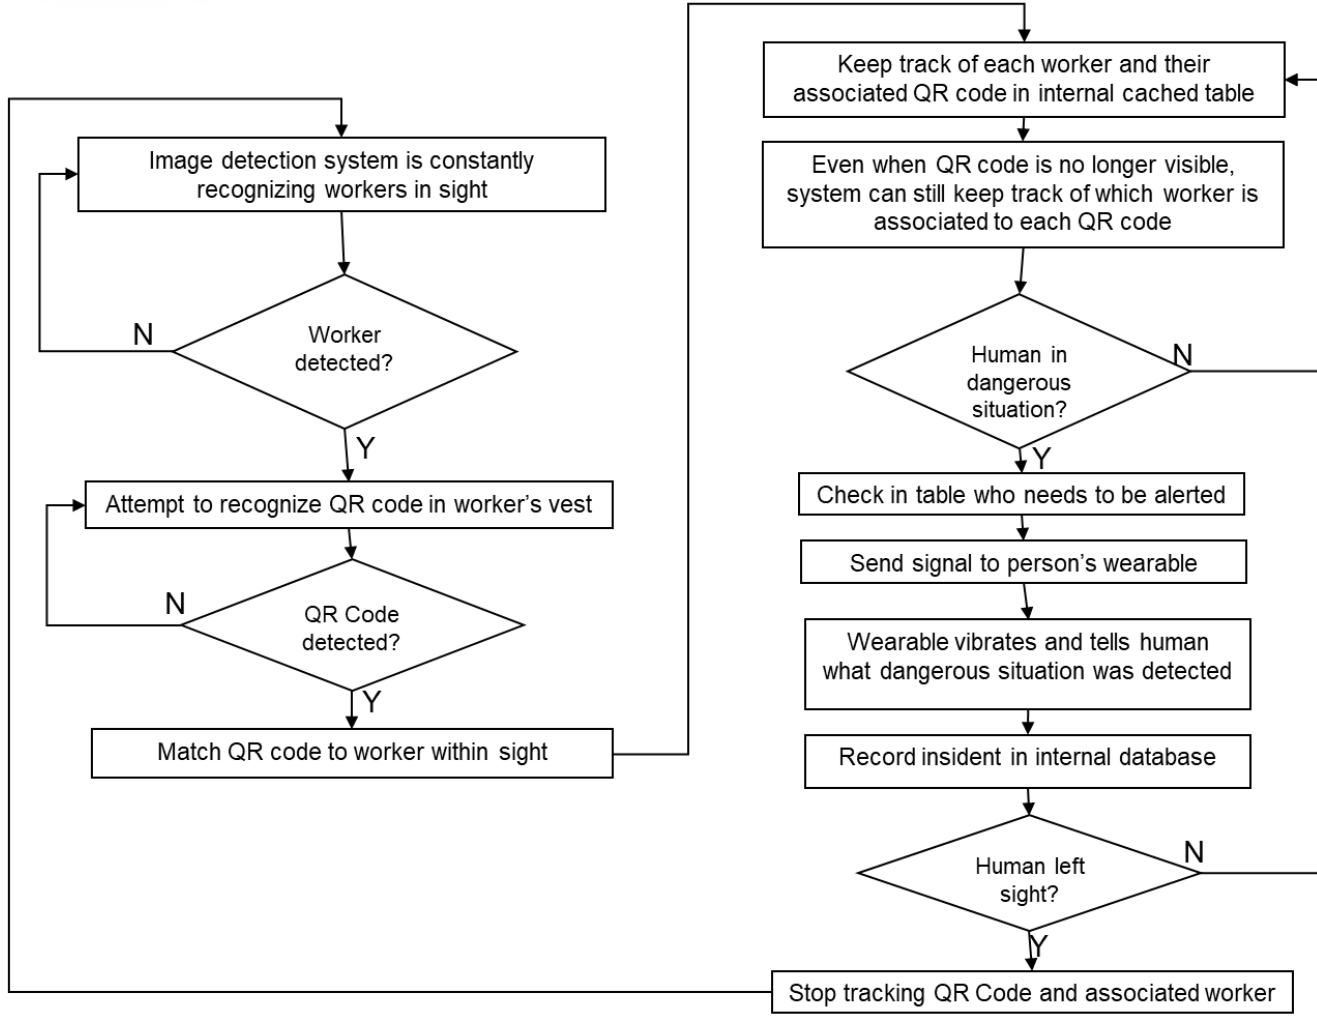 Image detection system is constantly
recognizing workers in sight
Worker
detected?
N
Y
Attempt to recognize QR code in worker's vest
QR Code
detected?
N
Y
Match QR code to worker within sight
Keep track of each worker and their
associated QR code in internal cached table
Even when QR code is no longer visible,
system can still keep track of which worker is
associated to each QR code
Human in
dangerous
situation?
N
Y
Check in table who needs to be alerted
Send signal to person's wearable
Wearable vibrates and tells human
what dangerous situation was detected
Record insident in internal database
Human left
sight?
N
Y
Stop tracking QR Code and associated worker